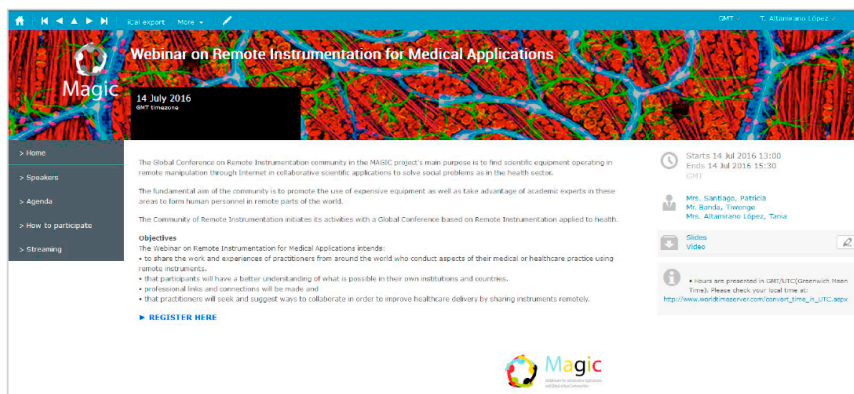 iCal export More
GMT T. Altamirano López
Magic
Webinar on Remote Instrumentation for Medical Applications
14 July 2016
GMT timezone
> Home
> Speakers
> Agenda
> How to participate
> Streaming
The Global Conference on Remote Instrumentation community in the MAGIC project's main purpose is to find scientific equipment operating in
remote manipulation through Internet in collaborative scientific applications to solve social problems as in the health sector.
The fundamental aim of the community is to promote the use of expensive equipment as well as take advantage of academic experts in these
areas to form human personnel in remote parts of the world.
The Community of Remote Instrumentation initiates its activities with a Global Conference based on Remote Instrumentation applied to health.
Objectives
The Webinar on Remote Instrumentation for Medical Applications intends:
• to share the work and experiences of practitioners from around the world who conduct aspects of their medical or healthcare practice using
remote instruments.
• that participants will have a better understanding of what is possible in their own institutions and countries.
• professional links and connections will be made and
• that practitioners will seek and suggest ways to collaborate in order to improve healthcare delivery by sharing instruments remotely.
► REGISTER HERE
Starts 14 Jul 2016 13:00
Ends 14 Jul 2016 15:30
GMT
Mrs. Santiago, Patricia
Mr. Banda, Tiwonge
Mrs. Altamirano López, Tania
Slides
Video
• Hours are presented in GMT/UTC(Greenwich Mean
Time). Please check your local time at:
http://www.worldtimeserver.com/convert_time_in_UTC.aspx
Magic